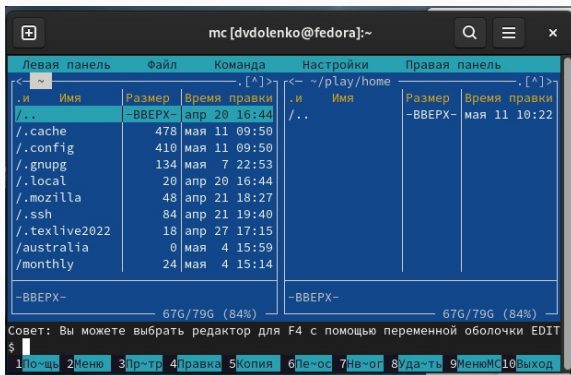 mc [dvdolenko@fedora]:~
Левая панель Файл Команда Настройки Правая панель
<- ~ .[^]> <- ~/play/home .[^]>
.и Имя Размер Время правки .и Имя Размер Время правки
/.. -ВВЕРХ- апр 20 16:44 /.. -ВВЕРХ- мая 11 10:22
/.cache 478 мая 11 09:50
/.config 410 мая 11 09:50
/.gnupg 134 мая 7 22:53
/.local 20 апр 20 16:44
/.mozilla 48 апр 21 18:27
/.ssh 84 апр 21 19:40
/.texlive2022 18 апр 27 17:15
/australia 0 мая 4 15:59
/monthly 24 мая 4 15:14
-ВВЕРХ- -ВВЕРХ-
67G/79G (84%) 67G/79G (84%)
Совет: Вы можете выбрать редактор для F4 с помощью переменной оболочки EDIT
$
1По~щь 2Меню 3Пр~тр 4Правка 5Копия 6Пе~ос 7Нв~ог 8Уда~ть 9МенюMC 10Выход